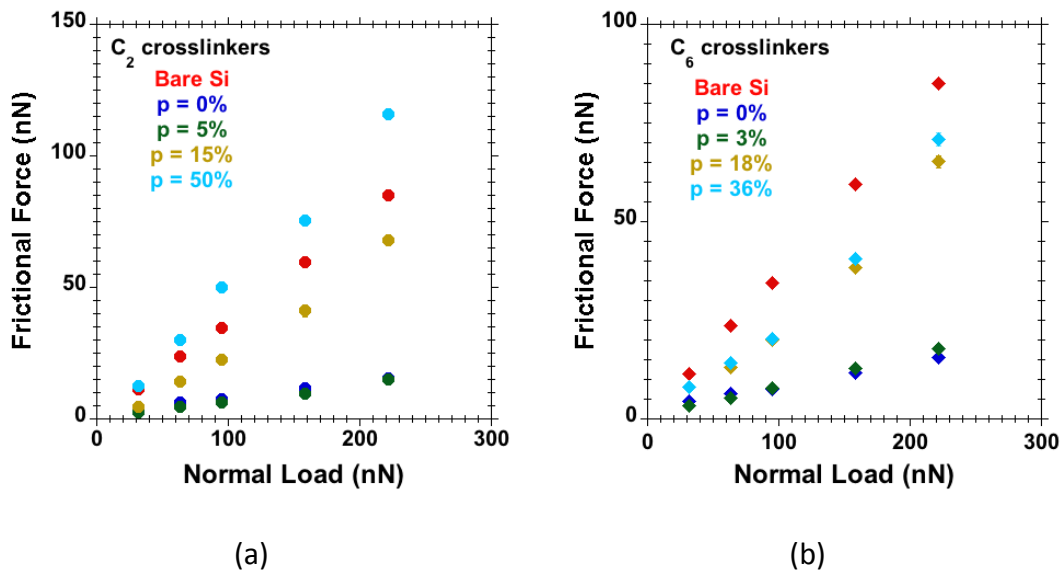 C2 crosslinkers
Bare Si
p = 0%
p = 5%
p = 15%
p = 50%
150
100
50
0
0 100 200 300
Frictional Force (nN)
Normal Load (nN)
(a)
C6 crosslinkers
Bare Si
p = 0%
p = 3%
p = 18%
p = 36%
100
50
0
0 100 200 300
Frictional Force (nN)
Normal Load (nN)
(b)